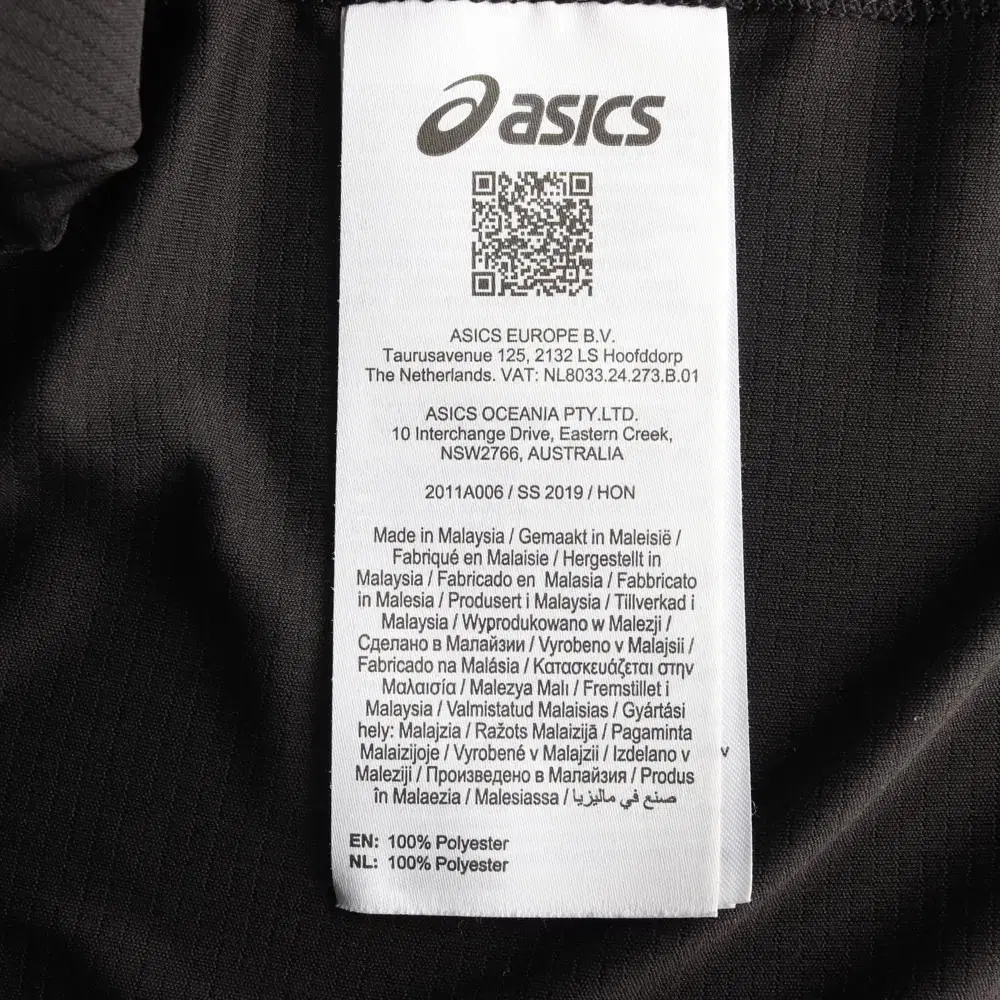 asics
ASICS EUROPE B.V.
Taurusavenue 125, 2132 LS Hoofddorp
The Netherlands. VAT: NL8033.24.273.B.01
ASICS OCEANIA PTY.LTD.
10 Interchange Drive, Eastern Creek,
NSW2766, AUSTRALIA
2011A006 / SS 2019 / HON
Made in Malaysia / Gemaakt in Maleisië /
Fabriqué en Malaisie / Hergestellt in
Malaysia / Fabricado en Malasia / Fabbricato
in Malesia / Produsert i Malaysia / Tillverkad i
Malaysia / Wyprodukowano w Malezji /
Сделано в Малайзии / Vyrobeno v Malajsii /
Fabricado na Malásia / Κατασκευάζεται στην
Μαλαισία / Malezya Malı / Fremstillet i
Malaysia / Valmistatud Malaisias / Gyártási
hely: Malajzia / Ražots Malaizijā / Pagaminta
Malaizijoje / Vyrobené v Malajzii / Izdelano v
Maleziji / Произведено в Малайзия / Produs
în Malaezia / Malesiassa / صنع في ماليزيا
EN: 100% Polyester
NL: 100% Polyester